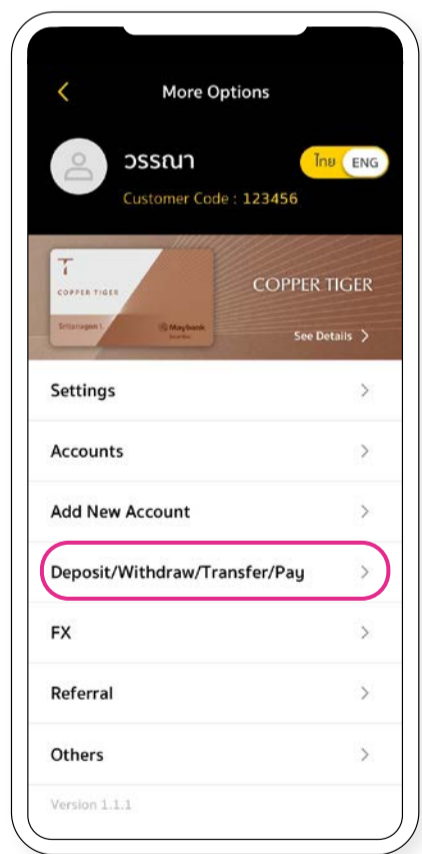 More Options
วรรณา
ไทย ENG
Customer Code : 123456
COPPER TIGER
COPPER TIGER
Maybank
See Details
Settings
Accounts
Add New Account
Deposit/Withdraw/Transfer/Pay
FX
Referral
Others
Version 1.1.1